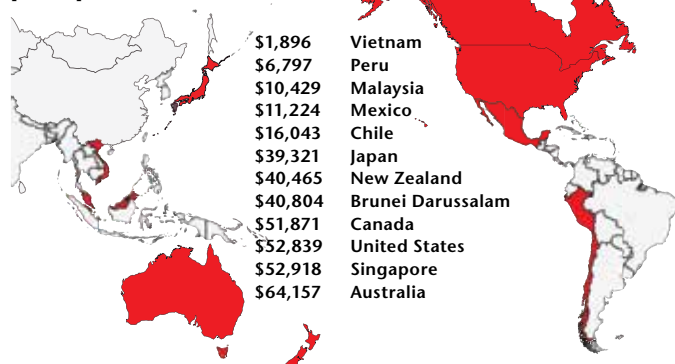 $1,896 Vietnam
$6,797 Peru
$10,429 Malaysia
$11,224 Mexico
$16,043 Chile
$39,321 Japan
$40,465 New Zealand
$40,804 Brunei Darussalam
$51,871 Canada
$52,839 United States
$52,918 Singapore
$64,157 Australia